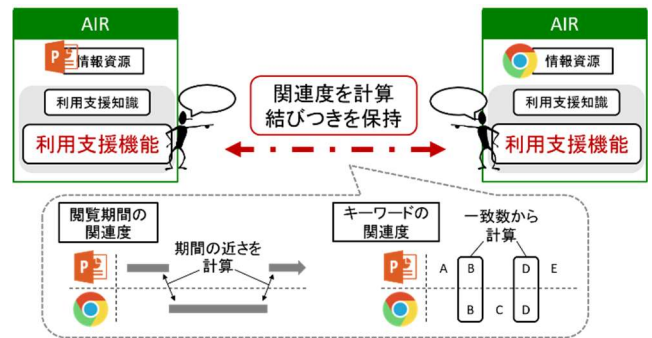 AIR
情報資源
利用支援知識
利用支援機能
関連度を計算
結びつきを保持
AIR
情報資源
利用支援知識
利用支援機能
閲覧期間の
関連度
期間の近さを
計算
キーワードの
関連度
一致数から
計算
P
A B D E
B C D